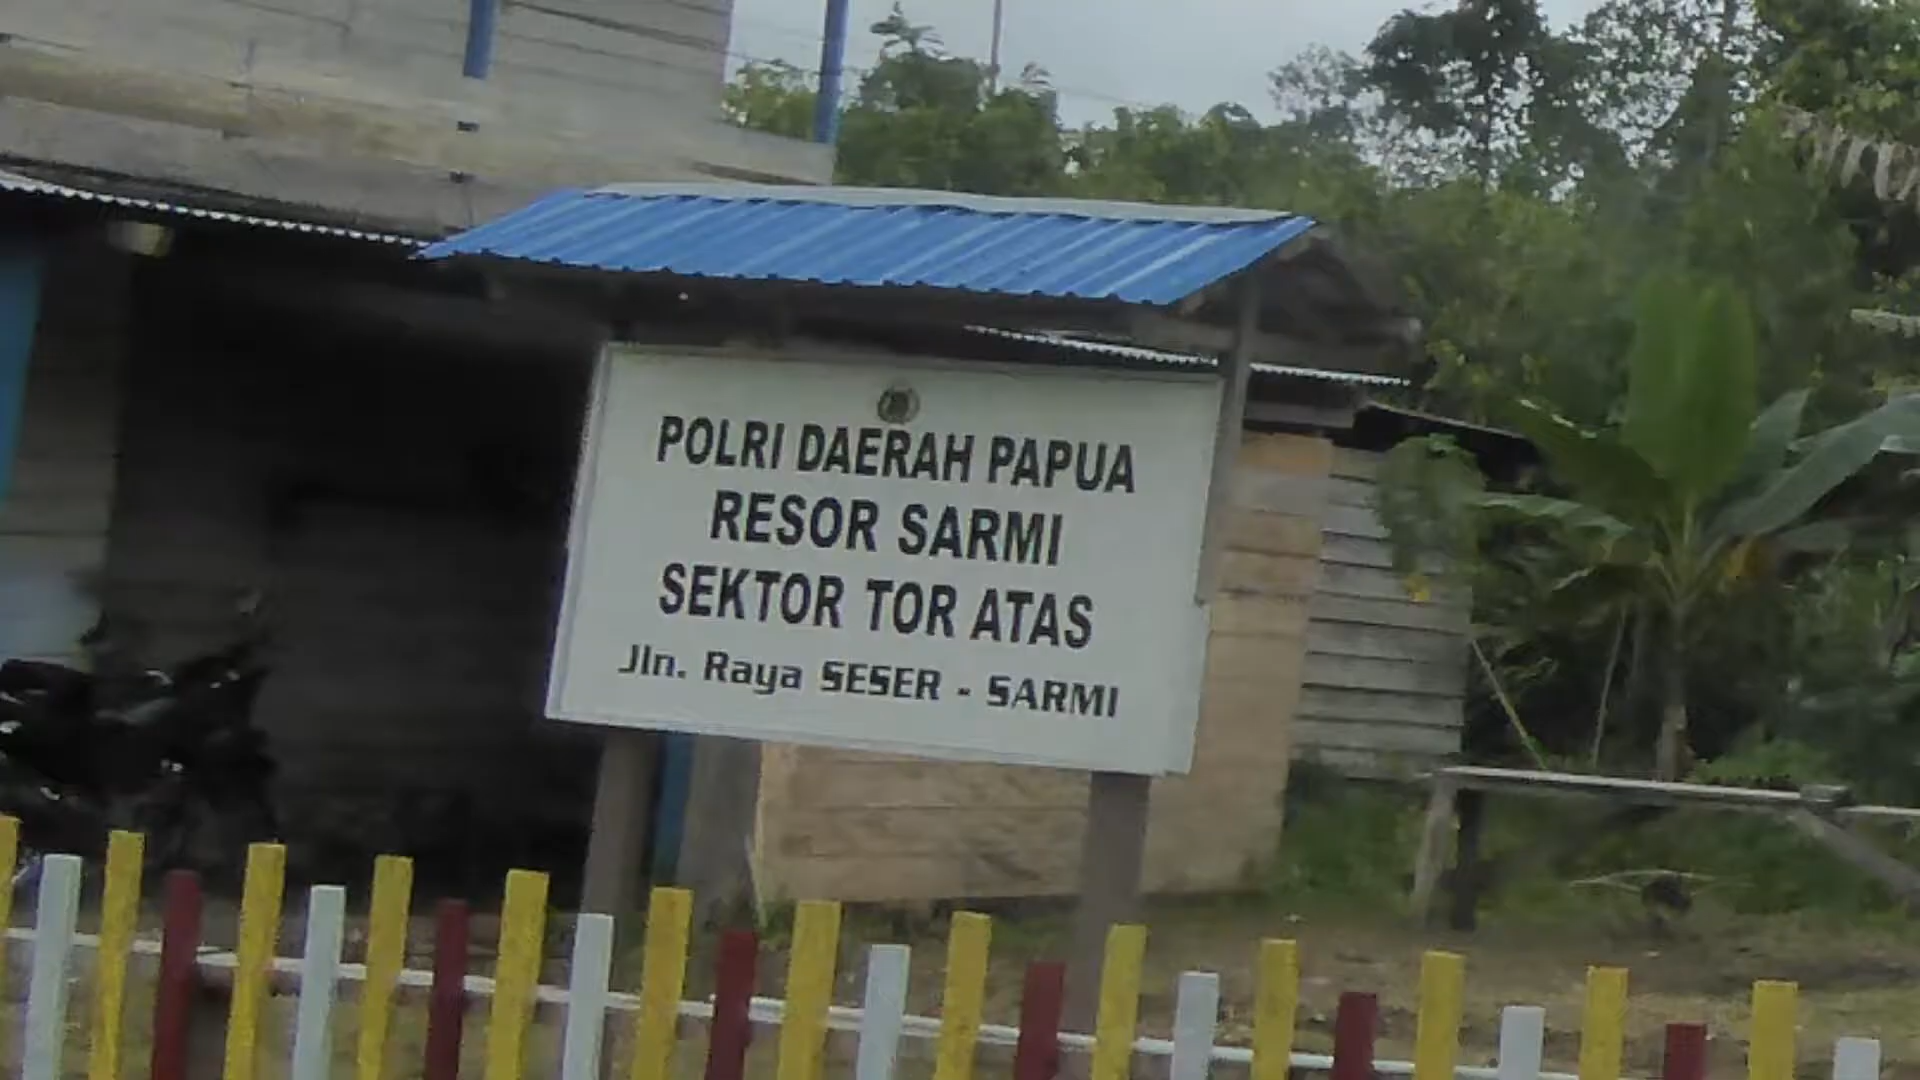 POLRI DAERAH PAPUA
RESOR SARMI
SEKTOR TOR ATAS
Jln. Raya SESER - SARMI